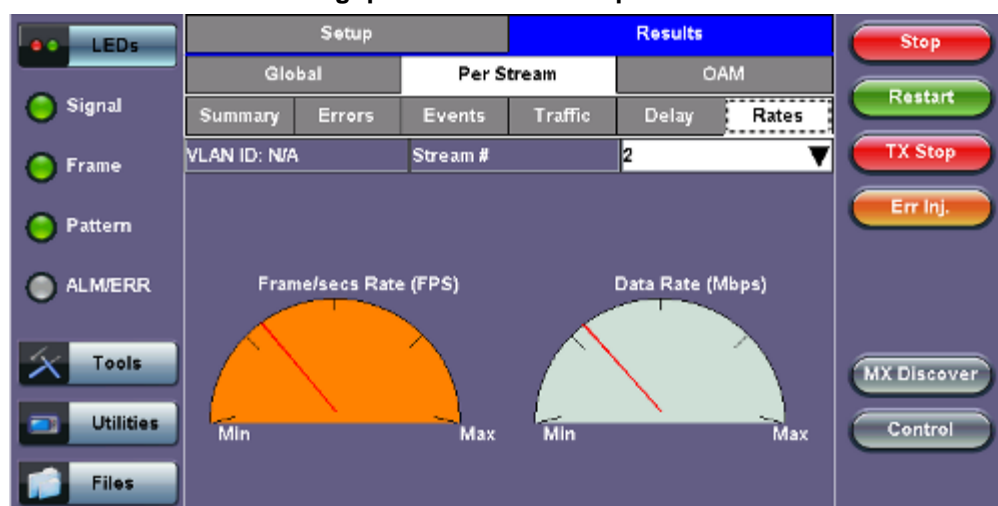 LEDs Setup Results Stop
Global Per Stream OAM
Signal Summary Errors Events Traffic Delay Rates Restart
Frame VLAN ID: N/A Stream # 2 TX Stop
Pattern Err Inj.
ALM/ERR Frame/secs Rate (FPS) Data Rate (Mbps)
Tools MX Discover
Utilities Min Max Min Max Control
Files